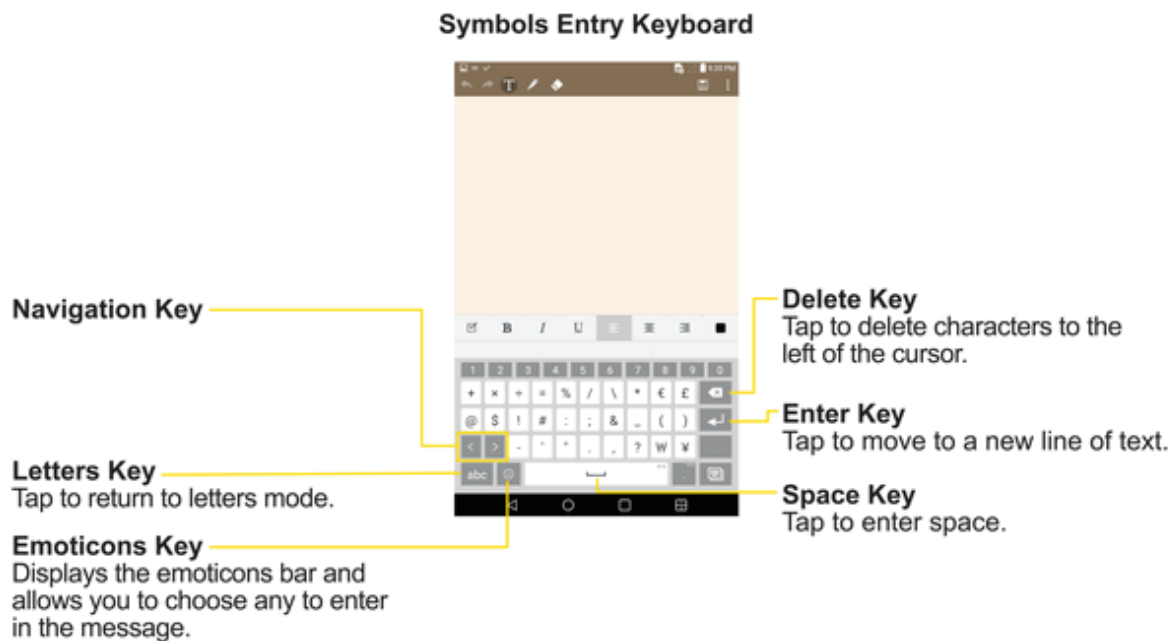 Symbols Entry Keyboard
9:20 PM
T
B I U
1 2 3 4 5 6 7 8 9 0
+ × ÷ = % / \ * € £
@ $ ! # : ; & _ ( )
< > - ' " . , ? ₩ ¥
abc
Navigation Key
Letters Key
Tap to return to letters mode.
Emoticons Key
Displays the emoticons bar and
allows you to choose any to enter
in the message.
Delete Key
Tap to delete characters to the
left of the cursor.
Enter Key
Tap to move to a new line of text.
Space Key
Tap to enter space.